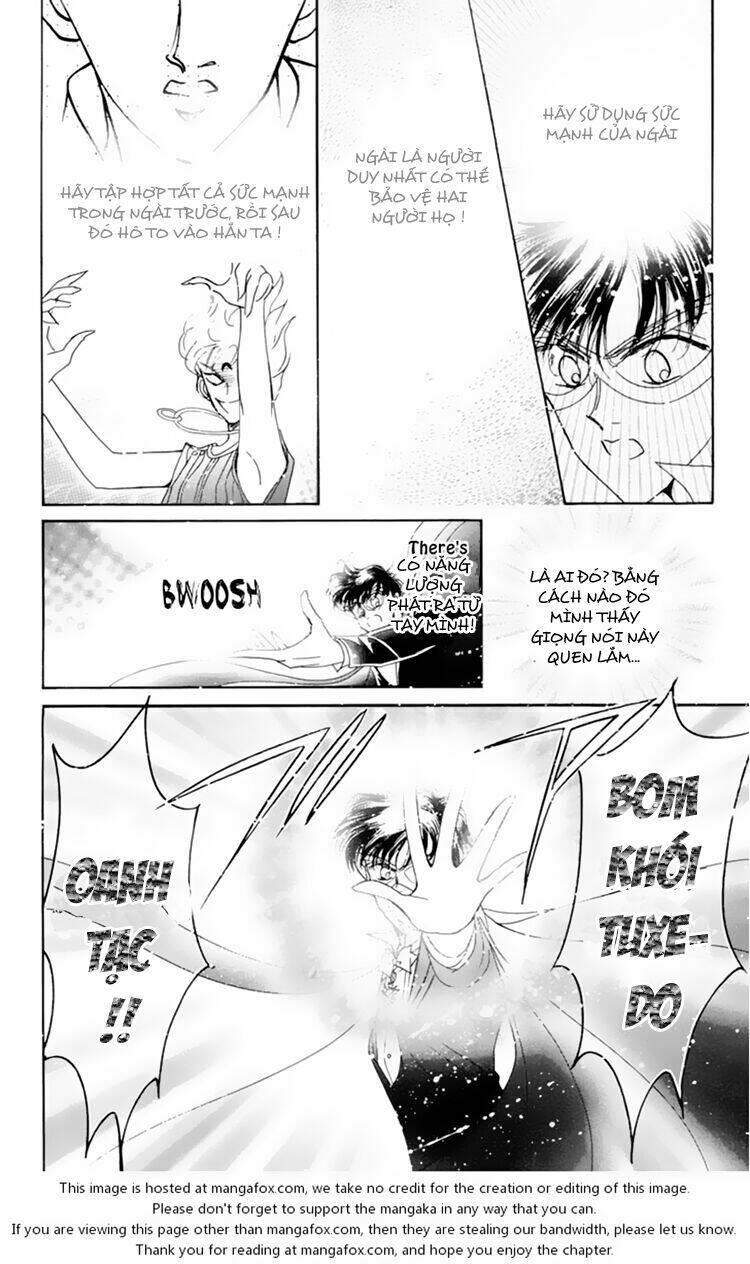 HÃY SỬ DỤNG SỨC
MẠNH CỦA NGÀI
NGÀI LÀ NGƯỜI
DUY NHẤT CÓ THỂ
BẢO VỆ HAI
NGƯỜI HỌ !
HÃY TẬP HỢP TẤT CẢ SỨC MẠNH
TRONG NGÀI TRƯỚC, RỒI SAU
ĐÓ HÔ TO VÀO HẮN TA !
LÀ AI ĐÓ? BẰNG
CÁCH NÀO ĐÓ
MÌNH THẤY
GIỌNG NÓI NÀY
QUEN LẮM...
There's
CÓ NĂNG
LƯỢNG
PHÁT RA TỪ
TAY MÌNH!
BWOOSH
BOM
KHÓI
TUXE-
DO
OANH
TẠC
!!
This image is hosted at mangafox.com, we take no credit for the creation or editing of this image.
Please don't forget to support the mangaka in any way that you can.
If you are viewing this page other than mangafox.com, then they are stealing our bandwidth, please let us know.
Thank you for reading at mangafox.com, and hope you enjoy the chapter.